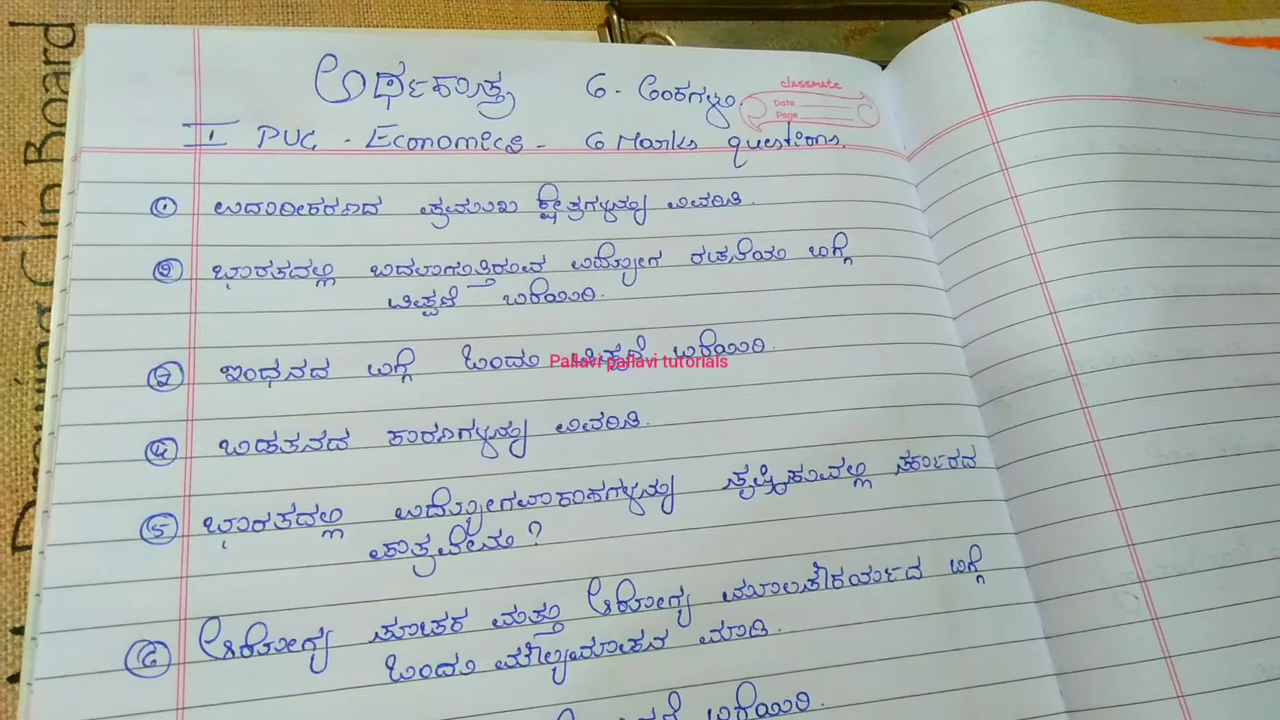 Drawing Clip Board
ಅರ್ಥಶಾಸ್ತ್ರ 6. ಅಂಕಗಳು
classmate
Date
Page
I PUC - Economics - 6 Marks questions.
① ಉದಾರೀಕರಣದ ಪ್ರಮುಖ ಕ್ಷೇತ್ರಗಳನ್ನು ವಿವರಿಸಿ.
② ಭಾರತದಲ್ಲಿ ಬದಲಾಗುತ್ತಿರುವ ಉದ್ಯೋಗ ರಚನೆಯ ಬಗ್ಗೆ
ಟಿಪ್ಪಣಿ ಬರೆಯಿರಿ.
③ ಇಂಧನದ ಬಗ್ಗೆ ಒಂದು ಟಿಪ್ಪಣಿ ಬರೆಯಿರಿ.
Pallavi pallavi tutorials
④ ಬಡತನದ ಕಾರಣಗಳನ್ನು ವಿವರಿಸಿ.
⑤ ಭಾರತದಲ್ಲಿ ಉದ್ಯೋಗಾವಕಾಶಗಳನ್ನು ಸೃಷ್ಟಿಸುವಲ್ಲಿ ಸರ್ಕಾರದ
ಪಾತ್ರವೇನು?
⑥ ಆರೋಗ್ಯ ಸೂಚಕ ಮತ್ತು ಆರೋಗ್ಯ ಮೂಲಸೌಕರ್ಯದ ಬಗ್ಗೆ
ಒಂದು ಮೌಲ್ಯಮಾಪನ ಮಾಡಿ.
ಬರೆಯಿರಿ.